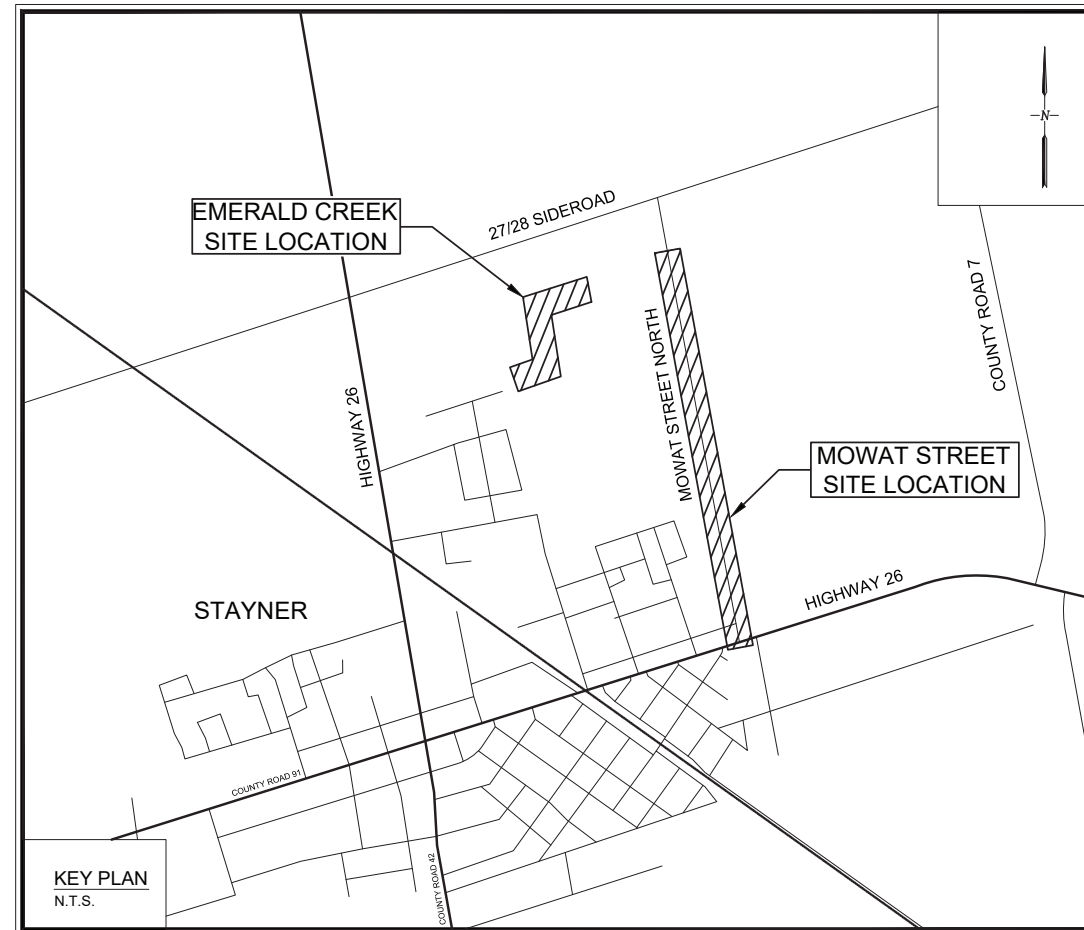 N
EMERALD CREEK
SITE LOCATION
27/28 SIDEROAD
COUNTY ROAD 7
MOWAT STREET NORTH
HIGHWAY 26
MOWAT STREET
SITE LOCATION
HIGHWAY 26
STAYNER
COUNTY ROAD 91
COUNTY ROAD 42
KEY PLAN
N.T.S.